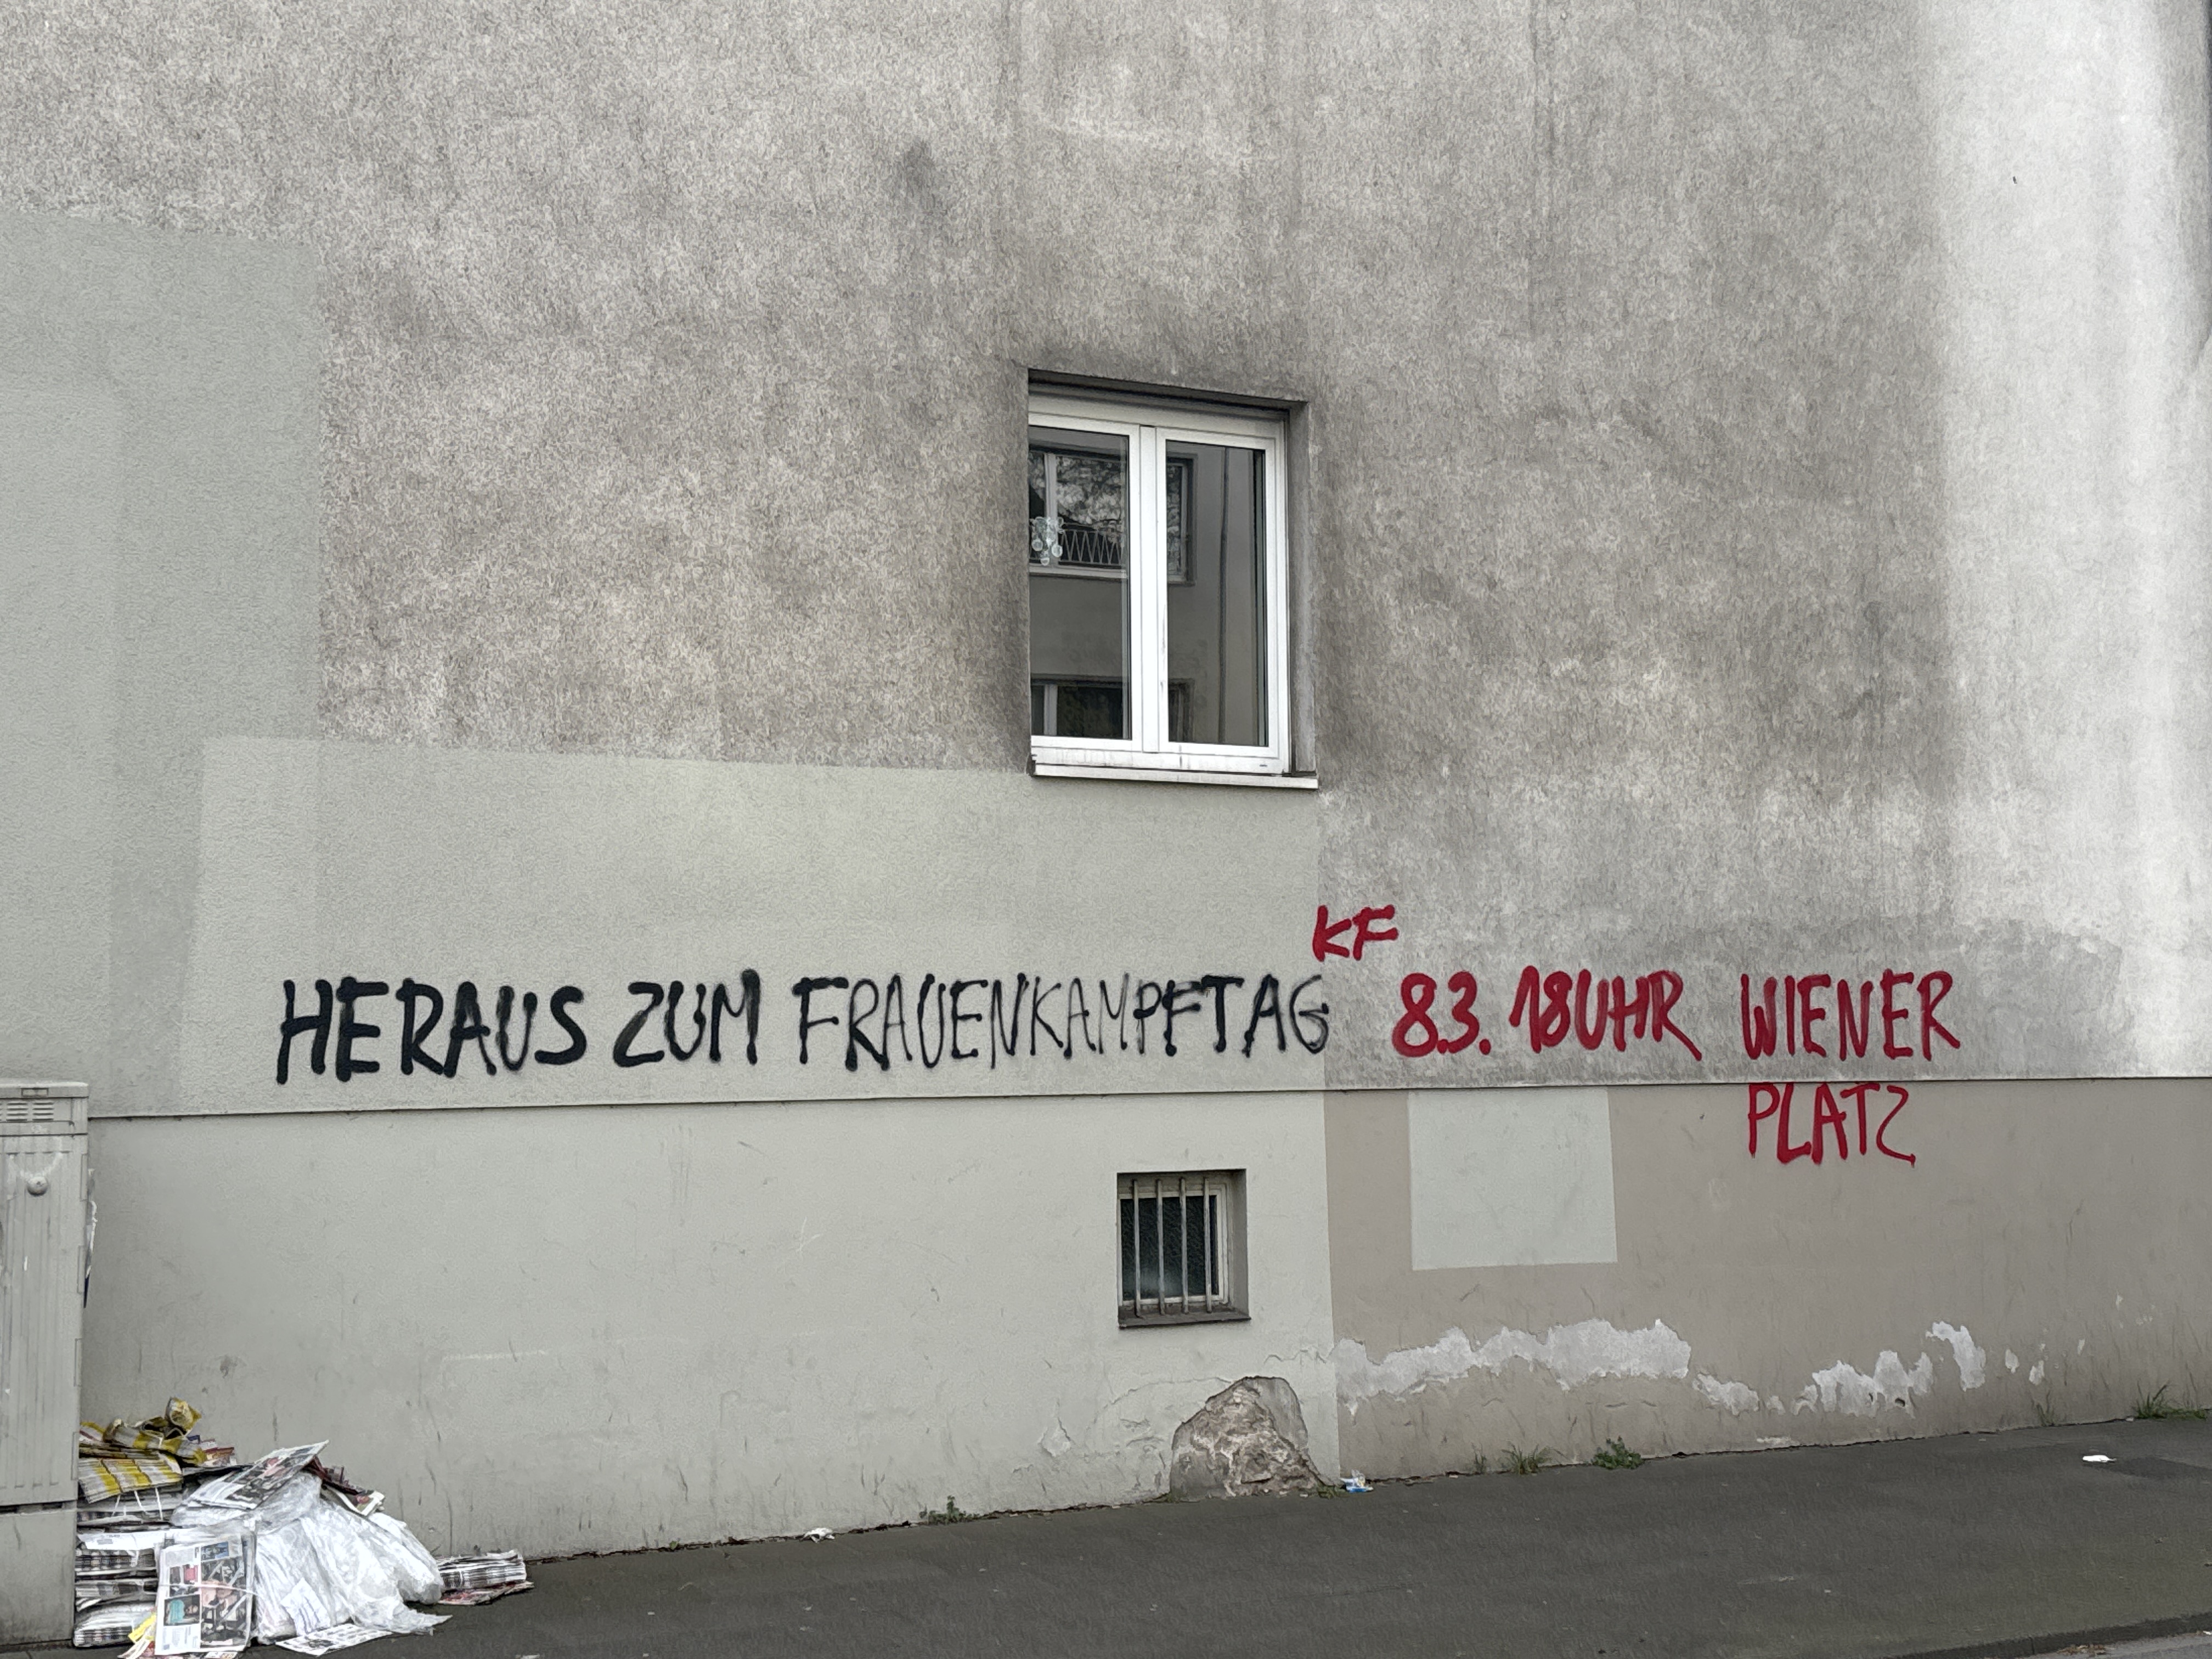 KF
HERAUS ZUM FRAUENKAMPFTAG 8.3. 18UHR WIENER
PLATZ